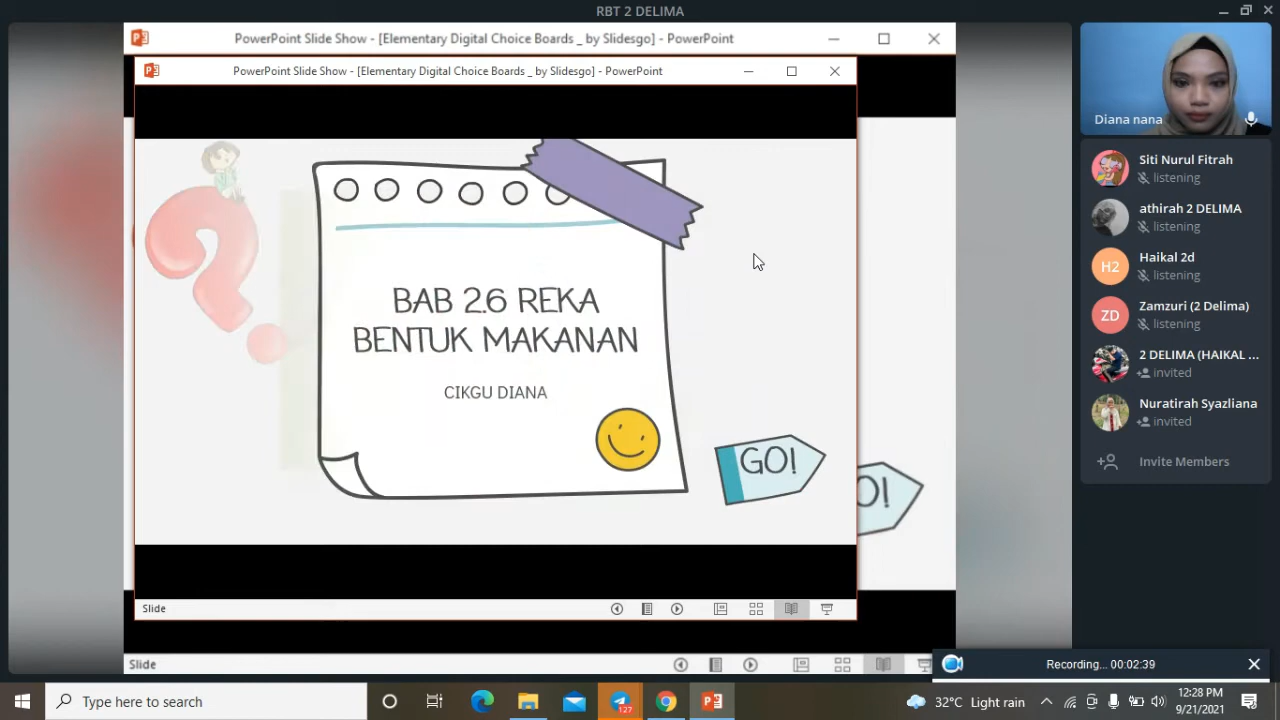 RBT 2 DELIMA
PowerPoint Slide Show - [Elementary Digital Choice Boards _ by Slidesgo] - PowerPoint
PowerPoint Slide Show - [Elementary Digital Choice Boards _ by Slidesgo] - PowerPoint
BAB 2.6 REKA
BENTUK MAKANAN
CIKGU DIANA
GO!
O!
Slide
Slide
Diana nana
Siti Nurul Fitrah
listening
athirah 2 DELIMA
listening
H2
Haikal 2d
listening
ZD
Zamzuri (2 Delima)
listening
2 DELIMA (HAIKAL ...
invited
Nuratirah Syazliana
invited
Invite Members
Recording... 00:02:39
Type here to search
127
32°C Light rain
12:28 PM
9/21/2021